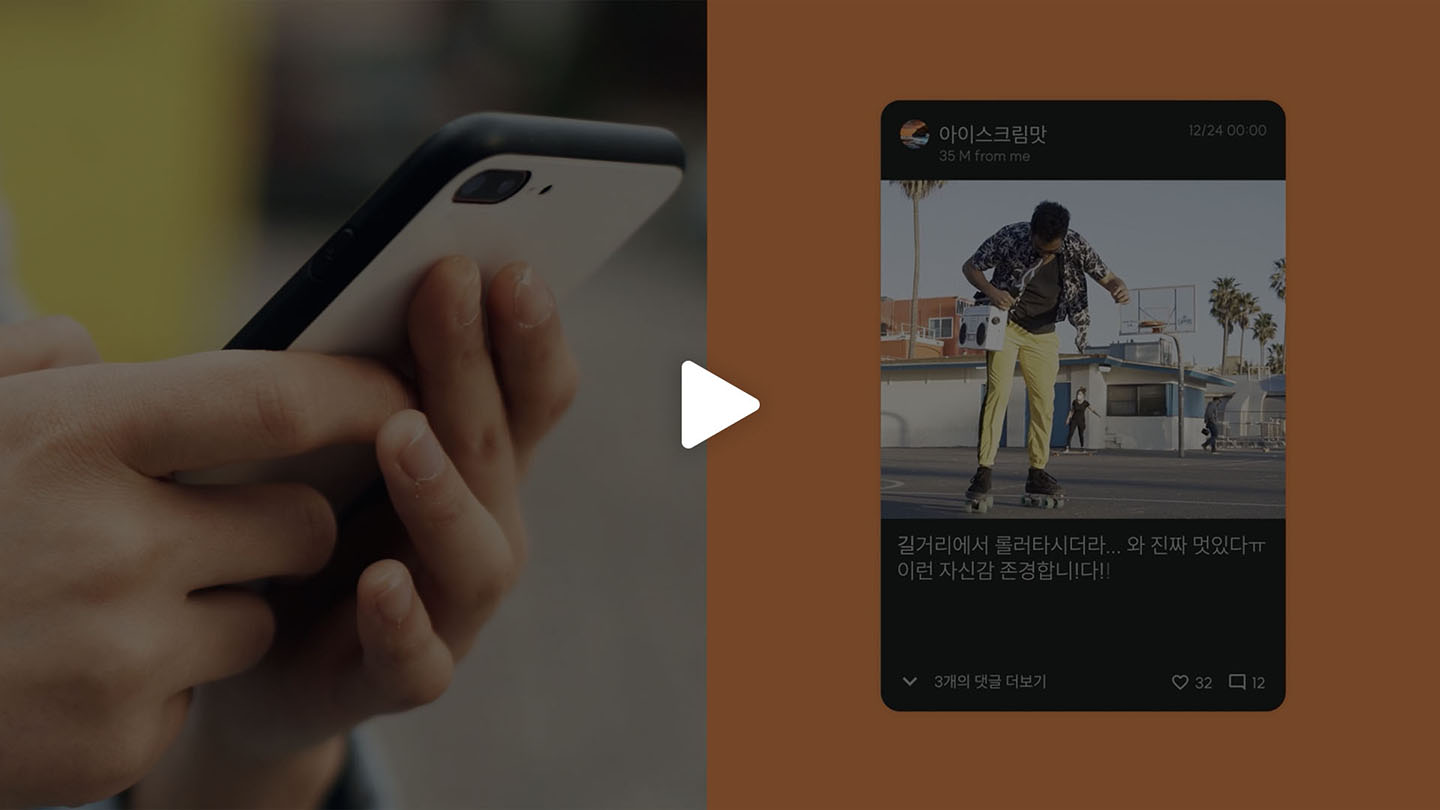 아이스크림맛
12/24 00:00
35 M from me
길거리에서 롤러타시더라... 와 진짜 멋있다ㅠ
이런 자신감 존경합니!다!!
3개의 댓글 더보기
32
12